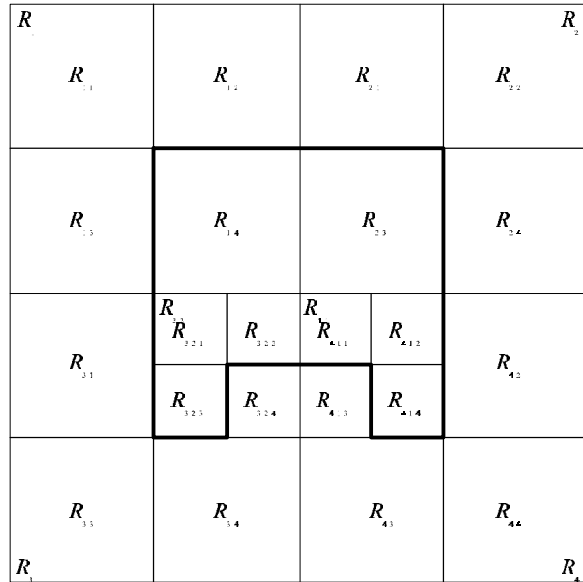 R R₂
R₁₁ R₁₂ R₂₁ R₂₂
R₁₃ R₁₄ R₂₃ R₂₄
R R
R₃₂₁ R₃₂₂ R₄₁₁ R₄₁₂
R₃₁ R₄₂
R₃₂₃ R₃₂₄ R₄₁₃ R₄₁₄
R₃₃ R₃₄ R₄₃ R₄₄
R R₄